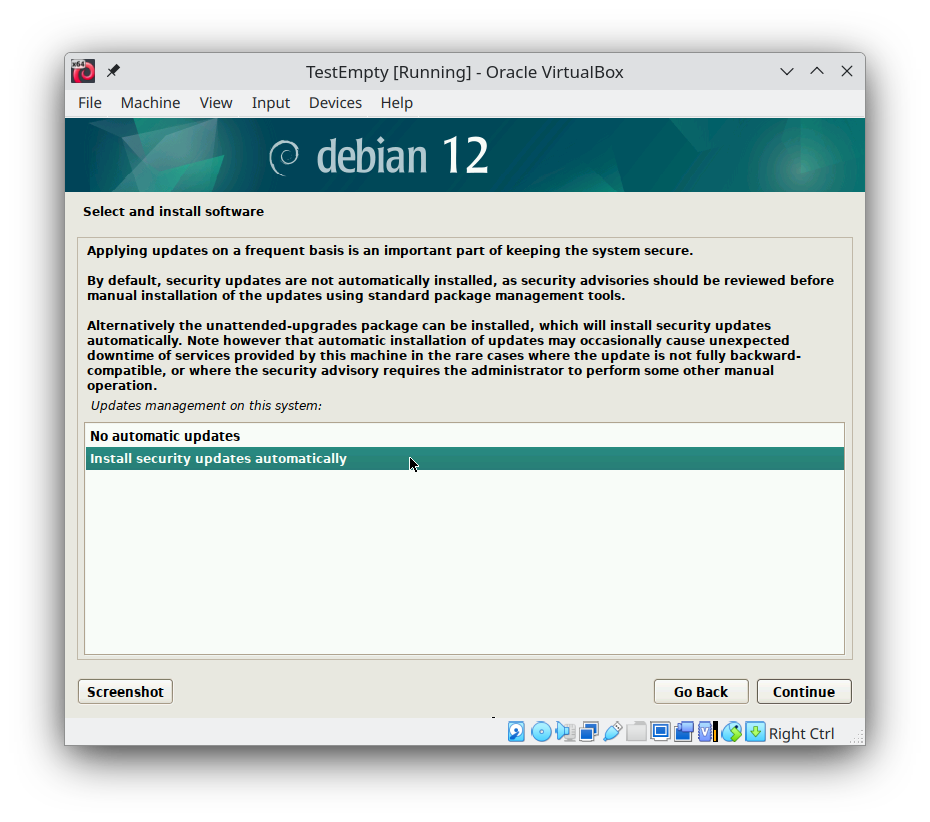 x64
TestEmpty [Running] - Oracle VirtualBox
File Machine View Input Devices Help
debian 12
Select and install software
Applying updates on a frequent basis is an important part of keeping the system secure.
By default, security updates are not automatically installed, as security advisories should be reviewed before
manual installation of the updates using standard package management tools.
Alternatively the unattended-upgrades package can be installed, which will install security updates
automatically. Note however that automatic installation of updates may occasionally cause unexpected
downtime of services provided by this machine in the rare cases where the update is not fully backward-
compatible, or where the security advisory requires the administrator to perform some other manual
operation.
Updates management on this system:
No automatic updates
Install security updates automatically
Screenshot Go Back Continue
V Right Ctrl